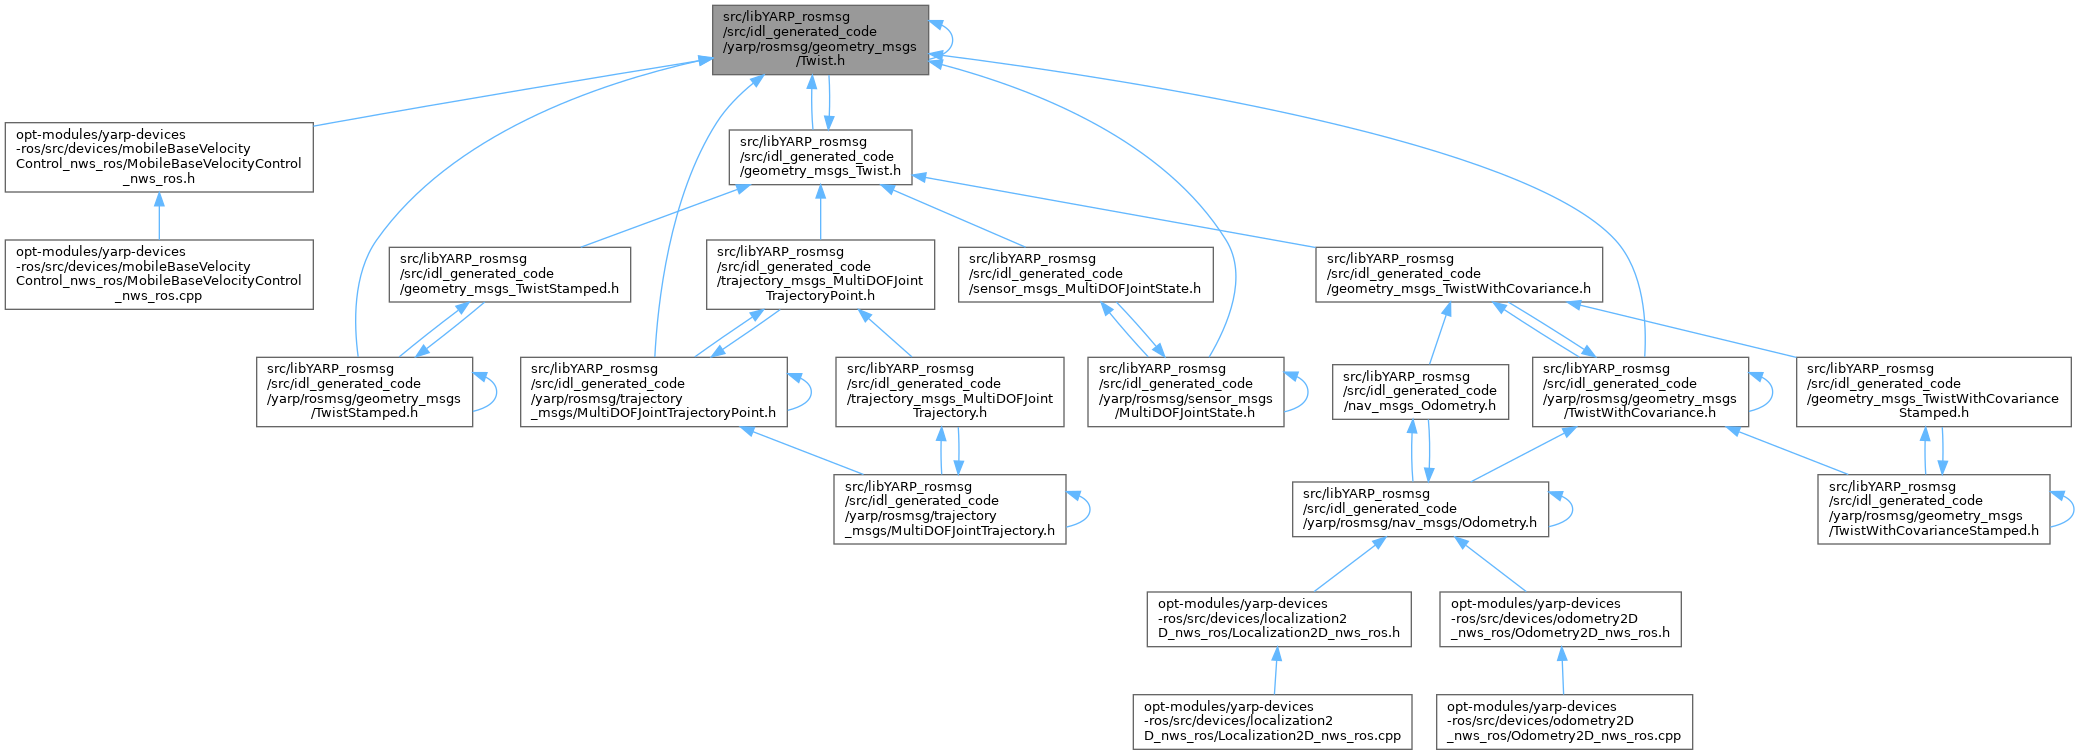 src/libYARP_rosmsg
/src/idl_generated_code
/yarp/rosmsg/geometry_msgs
/Twist.h
opt-modules/yarp-devices
-ros/src/devices/mobileBaseVelocity
Control_nws_ros/MobileBaseVelocityControl
_nws_ros.h
src/libYARP_rosmsg
/src/idl_generated_code
/geometry_msgs_Twist.h
opt-modules/yarp-devices
-ros/src/devices/mobileBaseVelocity
Control_nws_ros/MobileBaseVelocityControl
_nws_ros.cpp
src/libYARP_rosmsg
/src/idl_generated_code
/geometry_msgs_TwistStamped.h
src/libYARP_rosmsg
/src/idl_generated_code
/trajectory_msgs_MultiDOFJoint
TrajectoryPoint.h
src/libYARP_rosmsg
/src/idl_generated_code
/sensor_msgs_MultiDOFJointState.h
src/libYARP_rosmsg
/src/idl_generated_code
/geometry_msgs_TwistWithCovariance.h
src/libYARP_rosmsg
/src/idl_generated_code
/yarp/rosmsg/geometry_msgs
/TwistStamped.h
src/libYARP_rosmsg
/src/idl_generated_code
/yarp/rosmsg/trajectory
_msgs/MultiDOFJointTrajectoryPoint.h
src/libYARP_rosmsg
/src/idl_generated_code
/trajectory_msgs_MultiDOFJoint
Trajectory.h
src/libYARP_rosmsg
/src/idl_generated_code
/yarp/rosmsg/sensor_msgs
/MultiDOFJointState.h
src/libYARP_rosmsg
/src/idl_generated_code
/nav_msgs_Odometry.h
src/libYARP_rosmsg
/src/idl_generated_code
/yarp/rosmsg/geometry_msgs
/TwistWithCovariance.h
src/libYARP_rosmsg
/src/idl_generated_code
/geometry_msgs_TwistWithCovariance
Stamped.h
src/libYARP_rosmsg
/src/idl_generated_code
/yarp/rosmsg/trajectory
_msgs/MultiDOFJointTrajectory.h
src/libYARP_rosmsg
/src/idl_generated_code
/yarp/rosmsg/nav_msgs/Odometry.h
src/libYARP_rosmsg
/src/idl_generated_code
/yarp/rosmsg/geometry_msgs
/TwistWithCovarianceStamped.h
opt-modules/yarp-devices
-ros/src/devices/localization2
D_nws_ros/Localization2D_nws_ros.h
opt-modules/yarp-devices
-ros/src/devices/odometry2D
_nws_ros/Odometry2D_nws_ros.h
opt-modules/yarp-devices
-ros/src/devices/localization2
D_nws_ros/Localization2D_nws_ros.cpp
opt-modules/yarp-devices
-ros/src/devices/odometry2D
_nws_ros/Odometry2D_nws_ros.cpp